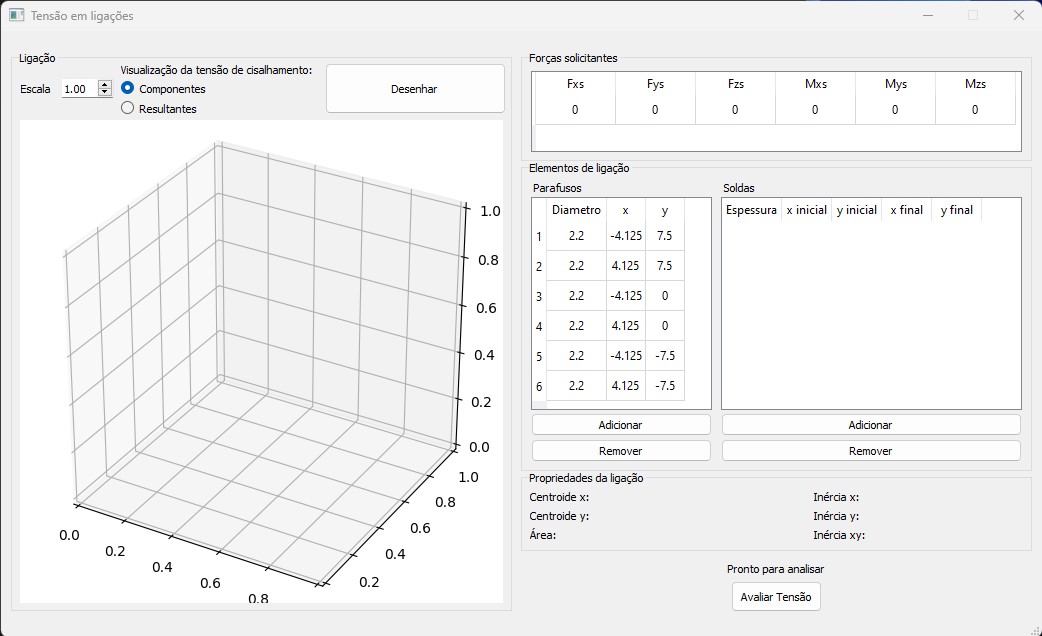 Tensão em ligações
Ligação
Escala 1.00
Visualização da tensão de cisalhamento:
Componentes
Resultantes
Desenhar
1.0
0.8
0.6
0.4
0.2
0.0
1.0
0.8
0.6
0.4
0.2
0.0
0.2
0.4
0.6
0.8
Forças solicitantes
Fxs Fys Fzs Mxs Mys Mzs
0 0 0 0 0 0
Elementos de ligação
Parafusos
Diametro x y
1 2.2 -4.125 7.5
2 2.2 4.125 7.5
3 2.2 -4.125 0
4 2.2 4.125 0
5 2.2 -4.125 -7.5
6 2.2 4.125 -7.5
Adicionar
Remover
Soldas
Espessura x inicial y inicial x final y final
Adicionar
Remover
Propriedades da ligação
Centroide x: Inércia x:
Centroide y: Inércia y:
Área: Inércia xy:
Pronto para analisar
Avaliar Tensão